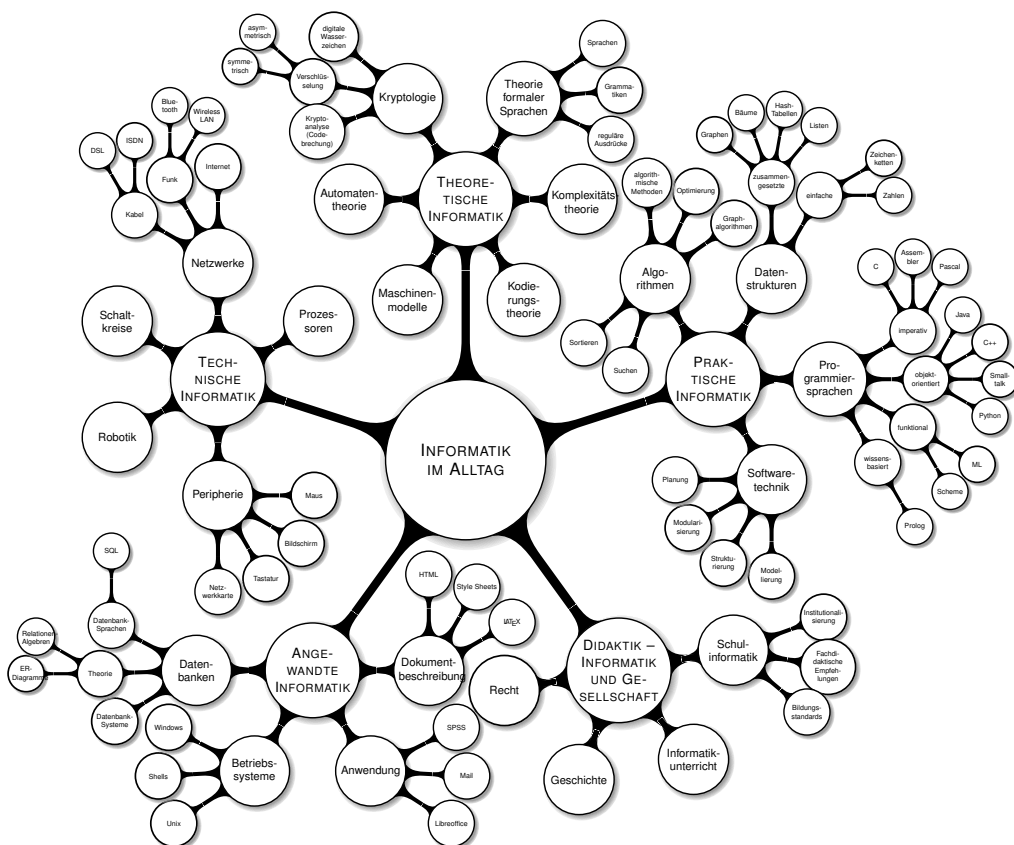 INFORMATIK
IM ALLTAG
THEORE-
TISCHE
INFORMATIK
Kryptologie
digitale
Wasser-
zeichen
Verschlüs-
selung
asym-
metrisch
symme-
trisch
Krypto-
analyse
(Code-
brechung)
Theorie
formaler
Sprachen
Sprachen
Gramma-
tiken
reguläre
Ausdrücke
Automaten-
theorie
Komplexitäts-
theorie
Maschinen-
modelle
Kodie-
rungs-
theorie
TECH-
NISCHE
INFORMATIK
Netzwerke
Internet
Funk
Blue-
tooth
Wireless
LAN
Kabel
DSL
ISDN
Schalt-
kreise
Prozes-
soren
Robotik
Peripherie
Maus
Bildschirm
Tastatur
Netz-
werkkarte
PRAK-
TISCHE
INFORMATIK
Algo-
rithmen
algorith-
mische
Methoden
Optimierung
Graph-
algorithmen
Sortieren
Suchen
Daten-
strukturen
zusammen-
gesetzte
Graphen
Bäume
Hash-
Tabellen
Listen
einfache
Zeichen-
ketten
Zahlen
Pro-
grammier-
sprachen
imperativ
C
Assem-
bler
Pascal
objekt-
orientiert
Java
C++
Small-
talk
Python
funktional
ML
Scheme
wissens-
basiert
Prolog
Software-
technik
Planung
Modulari-
sierung
Struktu-
rierung
Model-
lierung
ANGE-
WANDTE
INFORMATIK
Daten-
banken
Datenbank-
Sprachen
SQL
Theorie
Relationen-
Algebren
ER-
Diagramme
Datenbank-
Systeme
Betriebs-
systeme
Windows
Shells
Unix
Anwendung
SPSS
Mail
Libreoffice
Dokument-
beschreibung
HTML
Style Sheets
LATEX
DIDAKTIK –
INFORMATIK
UND GE-
SELLSCHAFT
Recht
Geschichte
Informatik-
unterricht
Schul-
informatik
Institutionali-
sierung
Fach-
didaktische
Empfeh-
lungen
Bildungs-
standards